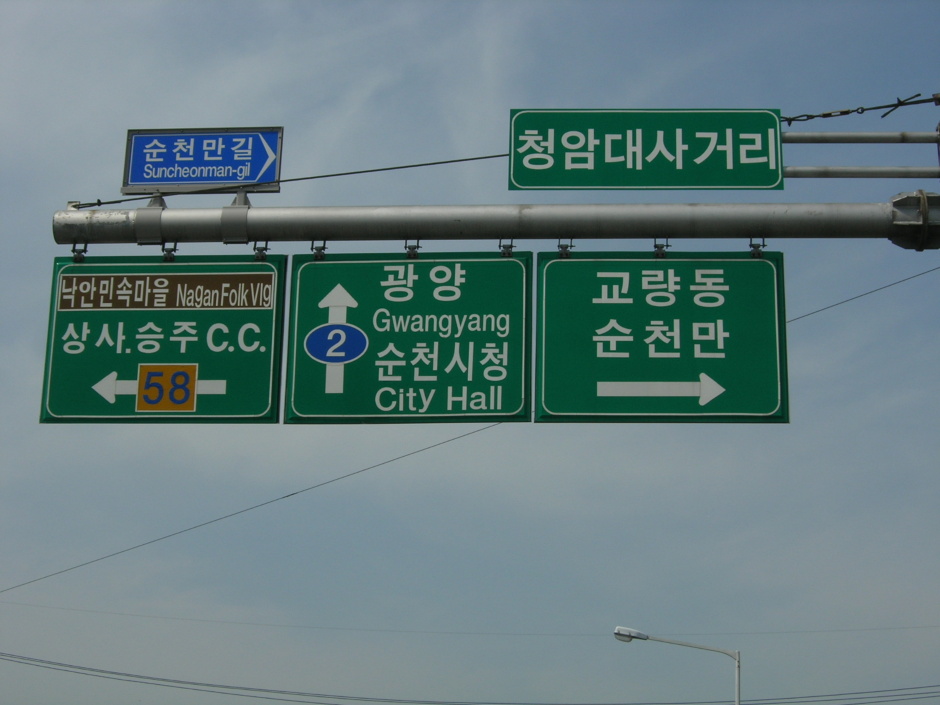 순천만길
Suncheonman-gil
청암대사거리
낙안민속마을 Nagan Folk Vlg
상사.승주 C.C.
58
2
광양
Gwangyang
순천시청
City Hall
교량동
순천만